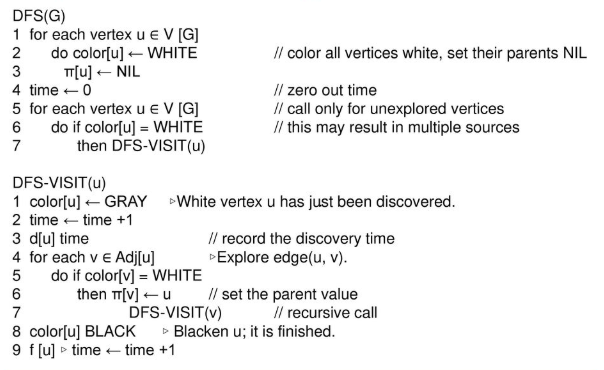 DFS(G)
1 for each vertex u ∈ V [G]
2 do color[u] ← WHITE // color all vertices white, set their parents NIL
3 π[u] ← NIL
4 time ← 0 // zero out time
5 for each vertex u ∈ V [G] // call only for unexplored vertices
6 do if color[u] = WHITE // this may result in multiple sources
7 then DFS-VISIT(u)
DFS-VISIT(u)
1 color[u] ← GRAY ▹White vertex u has just been discovered.
2 time ← time +1
3 d[u] time // record the discovery time
4 for each v ∈ Adj[u] ▹Explore edge(u, v).
5 do if color[v] = WHITE
6 then π[v] ← u // set the parent value
7 DFS-VISIT(v) // recursive call
8 color[u] BLACK ▹ Blacken u; it is finished.
9 f [u] ▹ time ← time +1